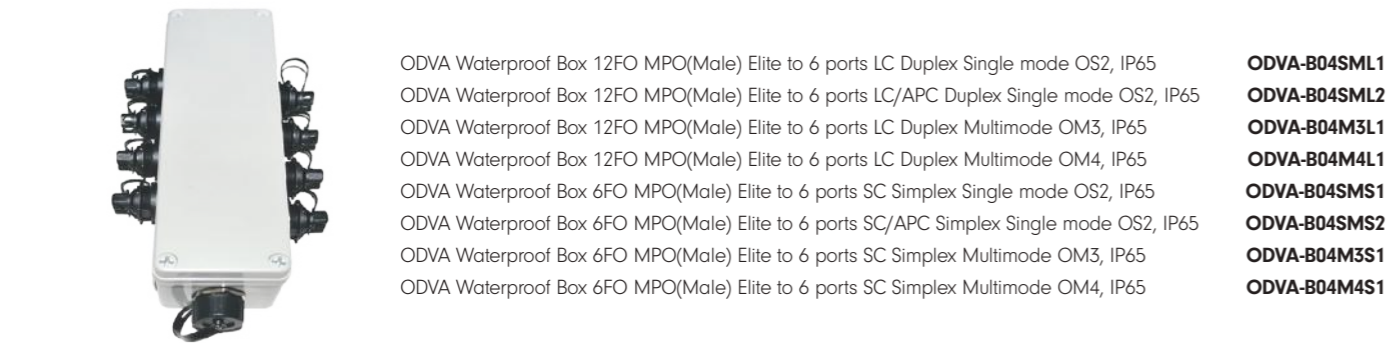 ODVA Waterproof Box 12FO MPO(Male) Elite to 6 ports LC Duplex Single mode OS2, IP65 ODVA-B04SML1
ODVA Waterproof Box 12FO MPO(Male) Elite to 6 ports LC/APC Duplex Single mode OS2, IP65 ODVA-B04SML2
ODVA Waterproof Box 12FO MPO(Male) Elite to 6 ports LC Duplex Multimode OM3, IP65 ODVA-B04M3L1
ODVA Waterproof Box 12FO MPO(Male) Elite to 6 ports LC Duplex Multimode OM4, IP65 ODVA-B04M4L1
ODVA Waterproof Box 6FO MPO(Male) Elite to 6 ports SC Simplex Single mode OS2, IP65 ODVA-B04SMS1
ODVA Waterproof Box 6FO MPO(Male) Elite to 6 ports SC/APC Simplex Single mode OS2, IP65 ODVA-B04SMS2
ODVA Waterproof Box 6FO MPO(Male) Elite to 6 ports SC Simplex Multimode OM3, IP65 ODVA-B04M3S1
ODVA Waterproof Box 6FO MPO(Male) Elite to 6 ports SC Simplex Multimode OM4, IP65 ODVA-B04M4S1